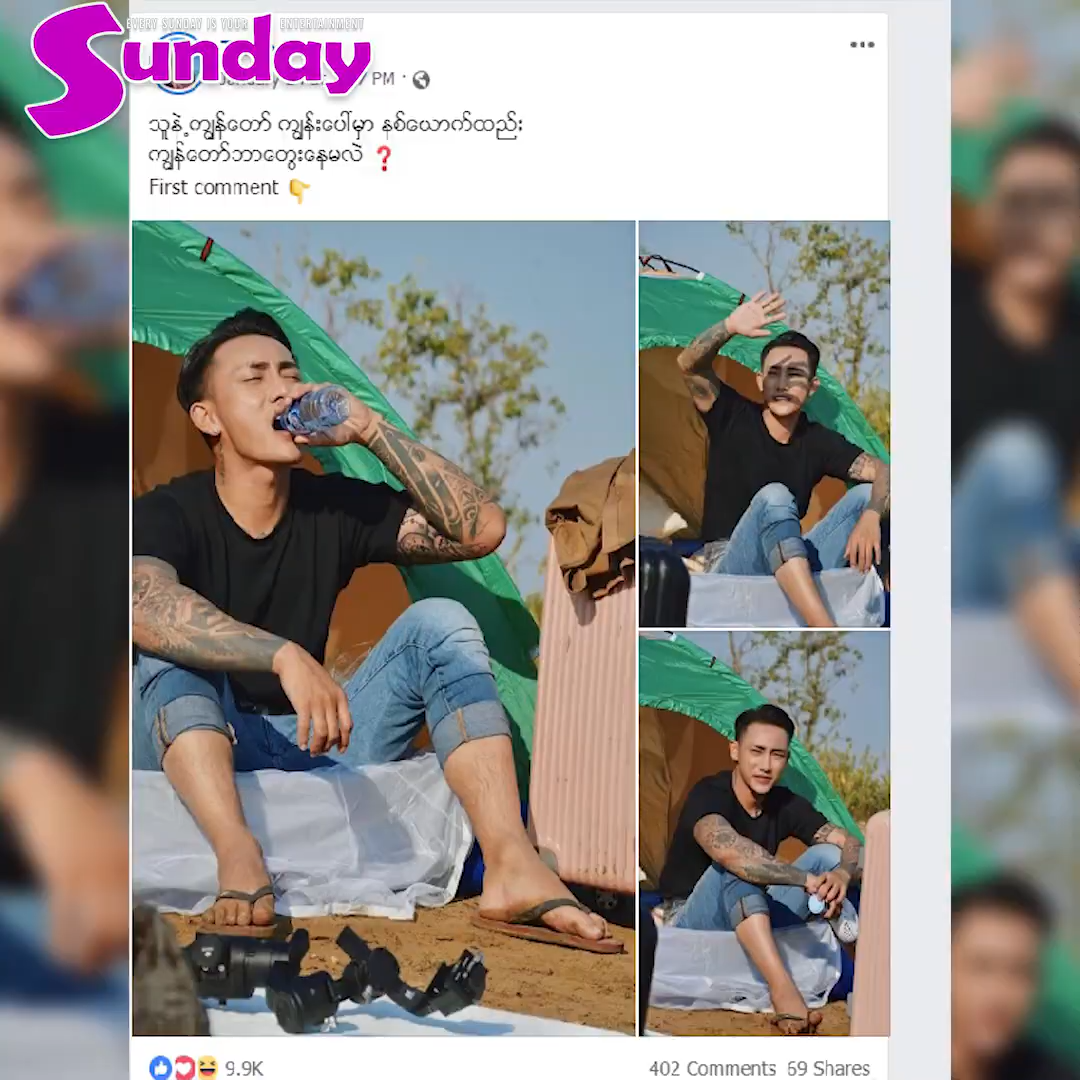 EVERY SUNDAY IS YOUR ENTERTAINMENT
Sunday
PM ·
သူနဲ့ ကျွန်တော် ကျွန်းပေါ်မှာ နှစ်ယောက်ထည်း
ကျွန်တော်ဘာတွေးနေမလဲ ❓
First comment 👇
9.9K
402 Comments 69 Shares